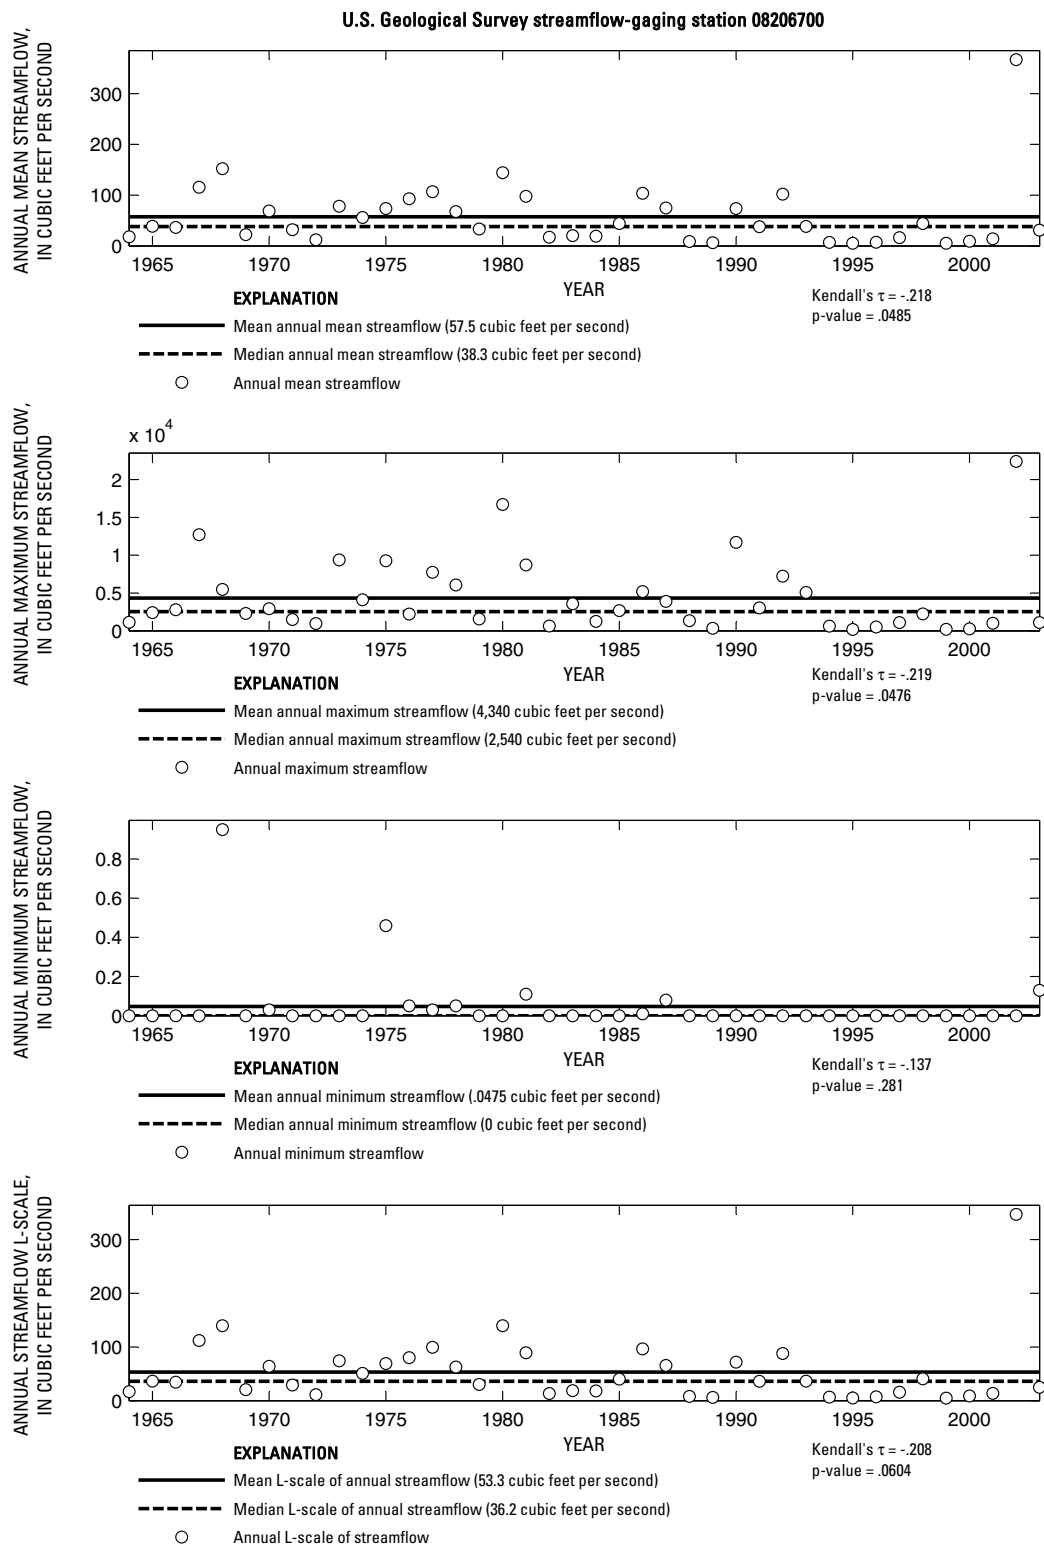 U.S. Geological Survey streamflow-gaging station 08206700
ANNUAL MEAN STREAMFLOW,
IN CUBIC FEET PER SECOND
300
200
100
0
1965 1970 1975 1980 1985 1990 1995 2000
YEAR
EXPLANATION
Mean annual mean streamflow (57.5 cubic feet per second)
Median annual mean streamflow (38.3 cubic feet per second)
Annual mean streamflow
Kendall's τ = -.218
p-value = .0485
ANNUAL MAXIMUM STREAMFLOW,
IN CUBIC FEET PER SECOND
x 10^4
2
1.5
1
0.5
0
1965 1970 1975 1980 1985 1990 1995 2000
YEAR
EXPLANATION
Mean annual maximum streamflow (4,340 cubic feet per second)
Median annual maximum streamflow (2,540 cubic feet per second)
Annual maximum streamflow
Kendall's τ = -.219
p-value = .0476
ANNUAL MINIMUM STREAMFLOW,
IN CUBIC FEET PER SECOND
0.8
0.6
0.4
0.2
0
1965 1970 1975 1980 1985 1990 1995 2000
YEAR
EXPLANATION
Mean annual minimum streamflow (.0475 cubic feet per second)
Median annual minimum streamflow (0 cubic feet per second)
Annual minimum streamflow
Kendall's τ = -.137
p-value = .281
ANNUAL STREAMFLOW L-SCALE,
IN CUBIC FEET PER SECOND
300
200
100
0
1965 1970 1975 1980 1985 1990 1995 2000
YEAR
EXPLANATION
Mean L-scale of annual streamflow (53.3 cubic feet per second)
Median L-scale of annual streamflow (36.2 cubic feet per second)
Annual L-scale of streamflow
Kendall's τ = -.208
p-value = .0604